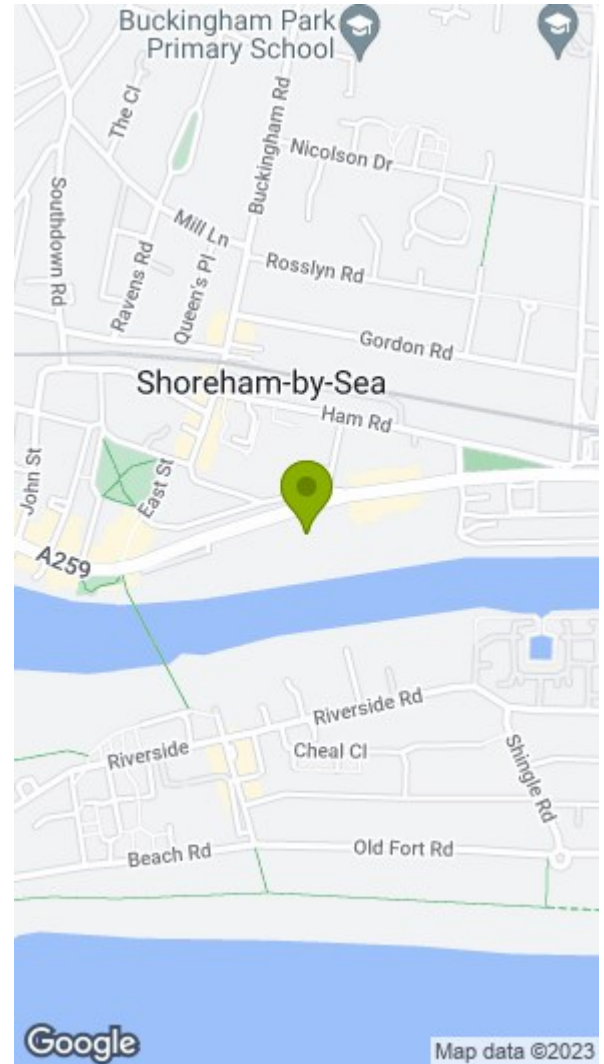 Buckingham Park
Primary School
The Cl
Buckingham Rd
Nicolson Dr
Southdown Rd
Ravens Rd
Mill Ln
Queen's Pl
Rosslyn Rd
Gordon Rd
Shoreham-by-Sea
Ham Rd
John St
East St
A259
Riverside Rd
Riverside
Cheal Cl
Shingle Rd
Beach Rd
Old Fort Rd
Google
Map data ©2023